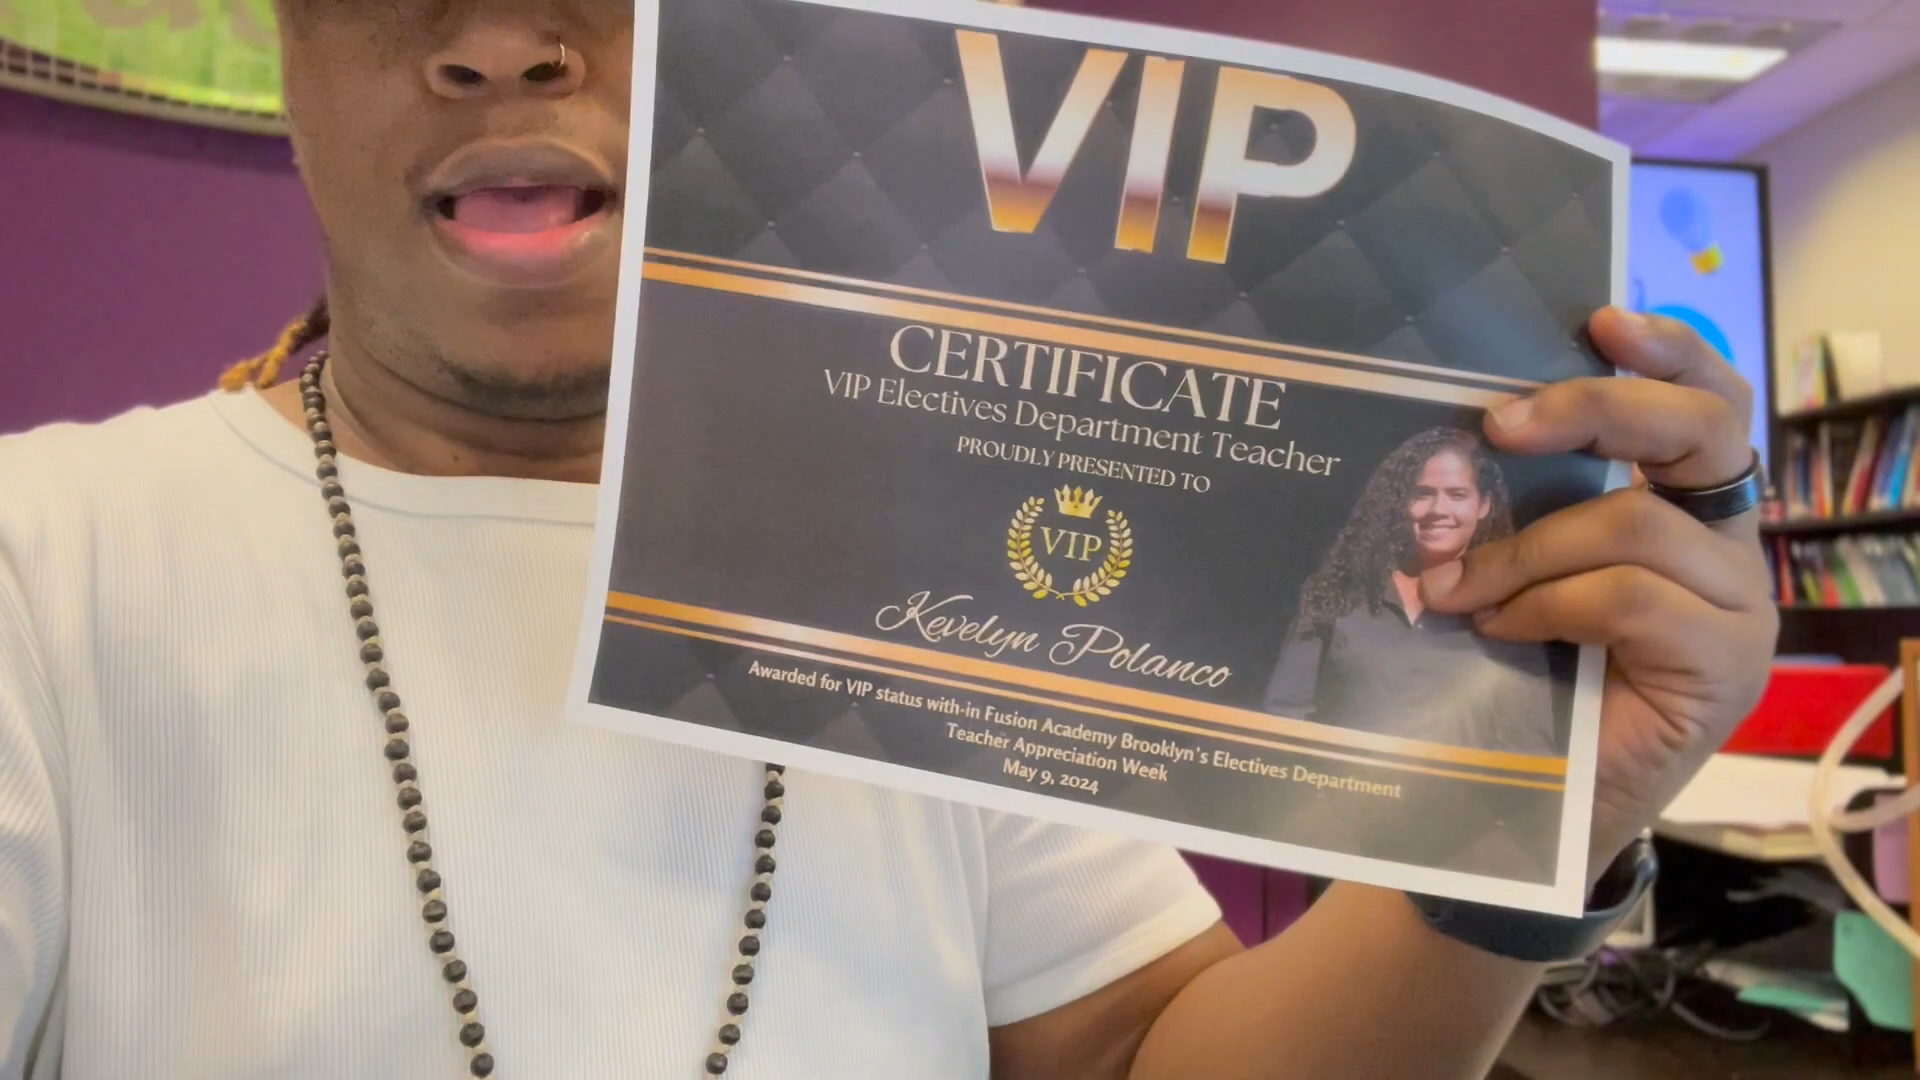 VIP
CERTIFICATE
VIP Electives Department Teacher
PROUDLY PRESENTED TO
VIP
Kevelyn Polanco
Awarded for VIP status with-in Fusion Academy Brooklyn's Electives Department
Teacher Appreciation Week
May 9, 2024